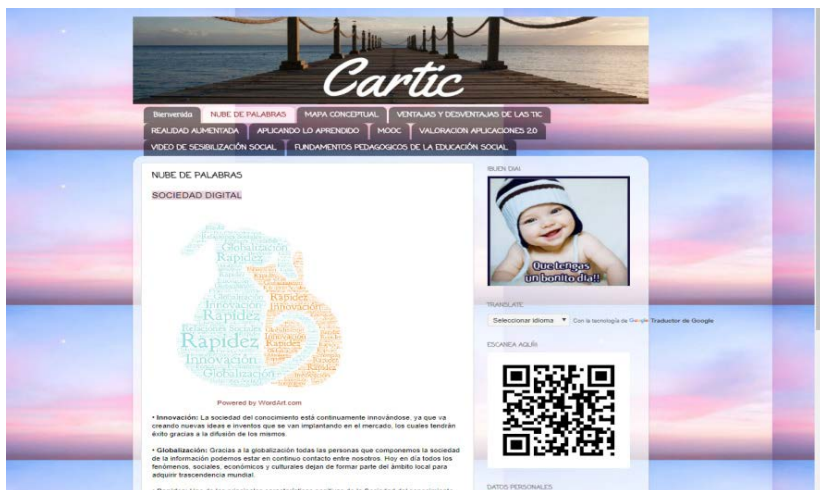 Cartic
Bienvenida NUBE DE PALABRAS MAPA CONCEPTUAL VENTAJAS Y DESVENTAJAS DE LAS TIC
REALIDAD AUMENTADA APLICANDO LO APRENDIDO MOOC VALORACION APLICACIONES 2.0
VIDEO DE SESIBILIZACIÓN SOCIAL FUNDAMENTOS PEDAGOGICOS DE LA EDUCACIÓN SOCIAL
NUBE DE PALABRAS
SOCIEDAD DIGITAL
Globalización
Rapidez
Innovación
Rapidez
Rapidez
Innovación
Relaciones Sociales
Rapidez
Rapidez
Innovación
Globalización
Powered by WordArt.com
• Innovación: La sociedad del conocimiento está continuamente innovándose, ya que va
creando nuevas ideas e inventos que se van implantando en el mercado, los cuales tendrán
éxito gracias a la difusión de los mismos.
• Globalización: Gracias a la globalización todas las personas que componemos la sociedad
de la información podemos estar en continuo contacto entre nosotros. Hoy en día todos los
fenómenos, sociales, económicos y culturales dejan de formar parte del ámbito local para
adquirir trascendencia mundial.
!BUEN DIA!
Que tengas
un bonito dia!!
TRANSLATE
Seleccionar idioma Con la tecnología de Google Traductor de Google
ESCANEA AQUÍ!!
DATOS PERSONALES